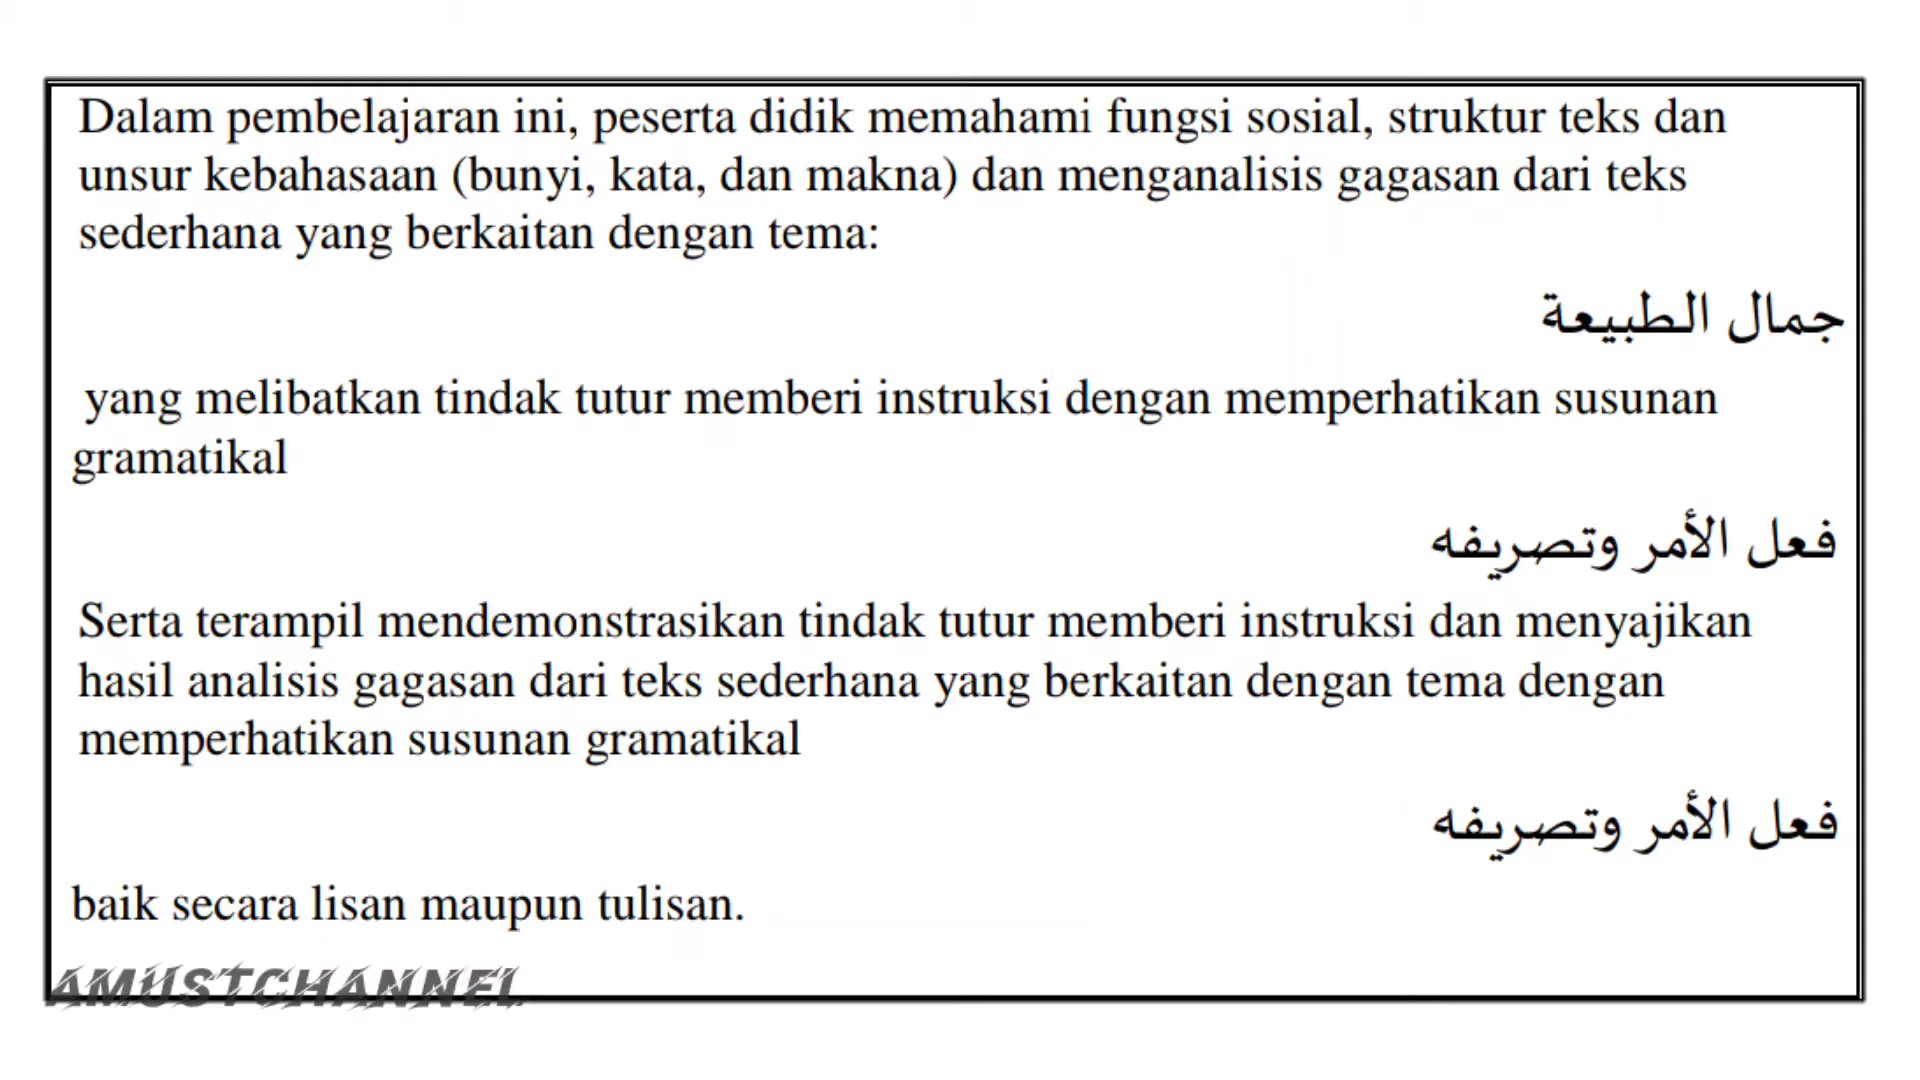 Dalam pembelajaran ini, peserta didik memahami fungsi sosial, struktur teks dan
unsur kebahasaan (bunyi, kata, dan makna) dan menganalisis gagasan dari teks
sederhana yang berkaitan dengan tema:
جمال الطبيعة
yang melibatkan tindak tutur memberi instruksi dengan memperhatikan susunan
gramatikal
فعل الأمر وتصريفه
Serta terampil mendemonstrasikan tindak tutur memberi instruksi dan menyajikan
hasil analisis gagasan dari teks sederhana yang berkaitan dengan tema dengan
memperhatikan susunan gramatikal
فعل الأمر وتصريفه
baik secara lisan maupun tulisan.
AMUSTCHANNEL